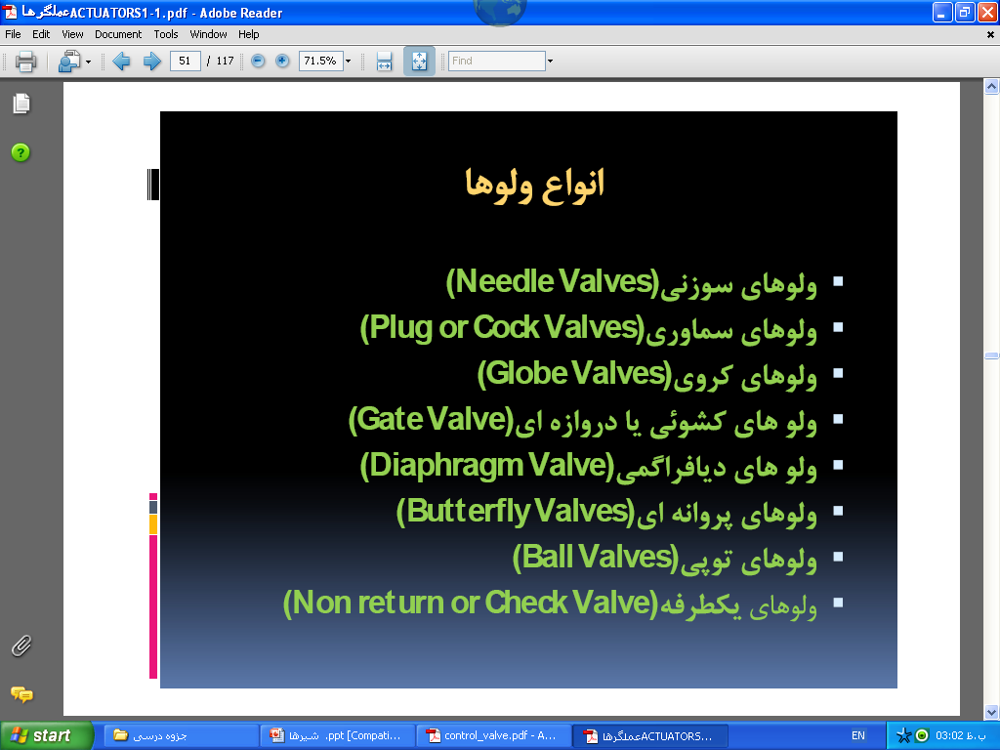 عملگرهاACTUATORS1-1.pdf - Adobe Reader
File Edit View Document Tools Window Help
51 / 117 71.5% Find
انواع ولوها
ولوهای سوزنی(Needle Valves)
ولوهای سماوری(Plug or Cock Valves)
ولوهای کروی(Globe Valves)
ولو های کشوئی یا دروازه ای(Gate Valve)
ولو های دیافراگمی(Diaphragm Valve)
ولوهای پروانه ای(Butterfly Valves)
ولوهای توپی(Ball Valves)
ولوهای یکطرفه(Non return or Check Valve)
start جزوه درسی شیرها .ppt [Compati... control_valve.pdf - A... عملگرهاACTUATORS... EN 03:02 ب.ظ